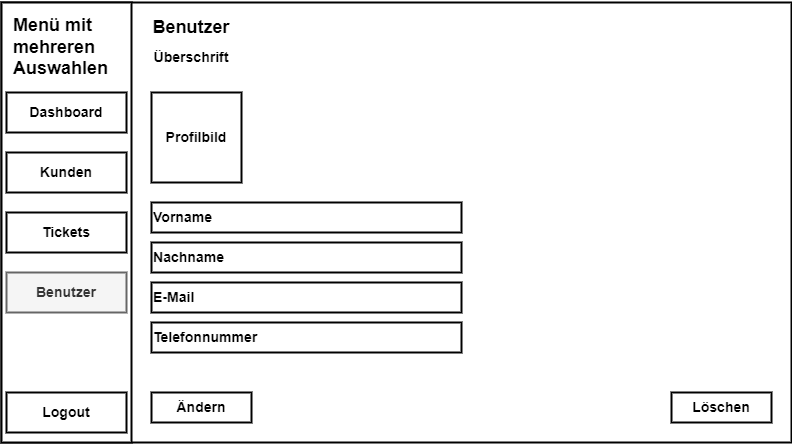 Menü mit
mehreren
Auswahlen
Dashboard
Kunden
Tickets
Benutzer
Logout
Benutzer
Überschrift
Profilbild
Vorname
Nachname
E-Mail
Telefonnummer
Ändern
Löschen